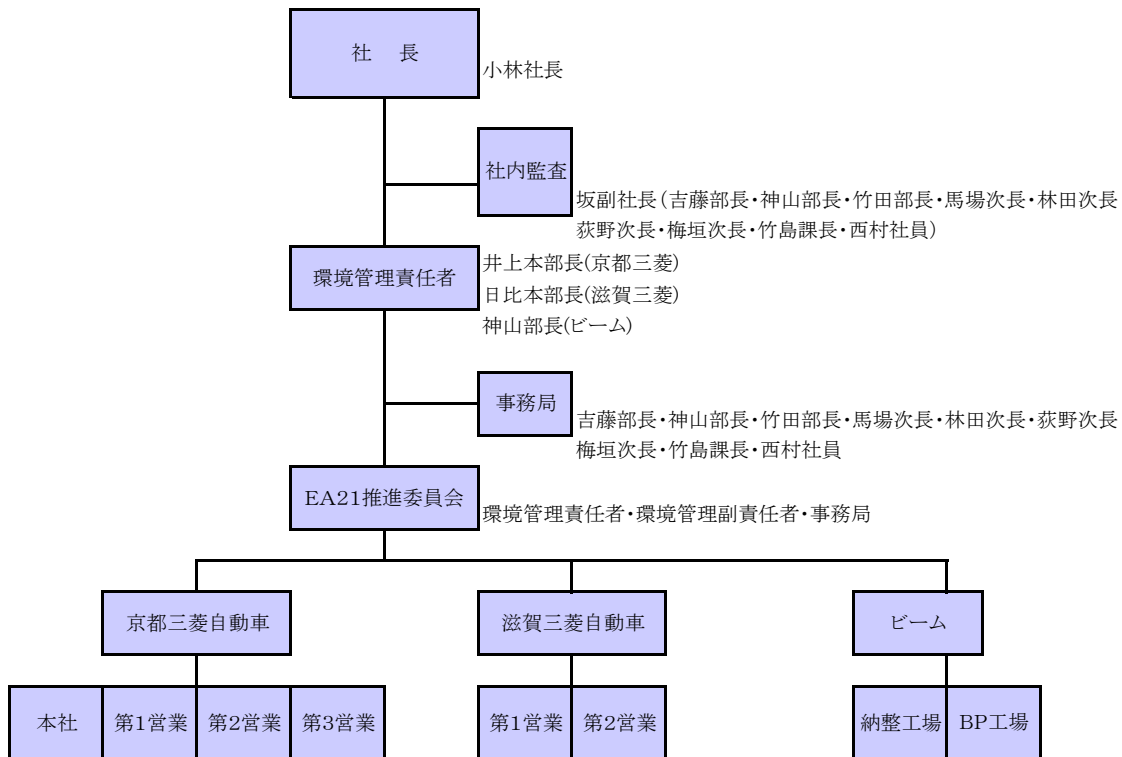 社　長
小林社長
社内監査
坂副社長（吉藤部長・神山部長・竹田部長・馬場次長・林田次長
荻野次長・梅垣次長・竹島課長・西村社員）
環境管理責任者
井上本部長(京都三菱)
日比本部長(滋賀三菱)
神山部長(ビーム)
事務局
吉藤部長・神山部長・竹田部長・馬場次長・林田次長・荻野次長
梅垣次長・竹島課長・西村社員
EA21推進委員会
環境管理責任者・環境管理副責任者・事務局
京都三菱自動車
滋賀三菱自動車
ビーム
本社
第1営業
第2営業
第3営業
第1営業
第2営業
納整工場
BP工場